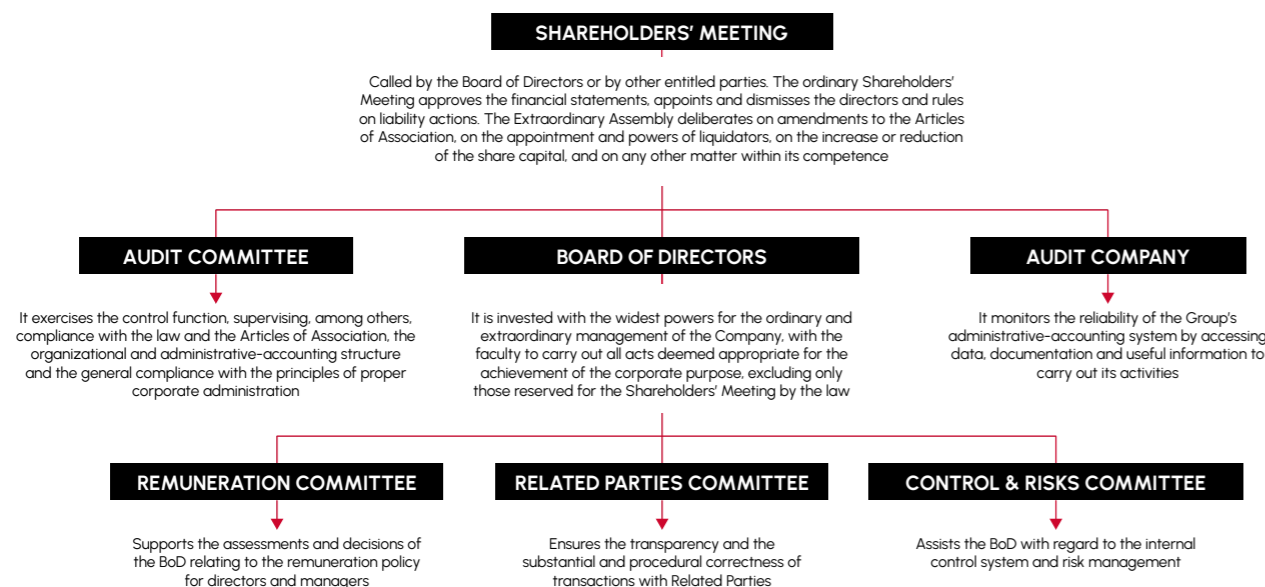 SHAREHOLDERS' MEETING
Called by the Board of Directors or by other entitled parties. The ordinary Shareholders'
Meeting approves the financial statements, appoints and dismisses the directors and rules
on liability actions. The Extraordinary Assembly deliberates on amendments to the Articles
of Association, on the appointment and powers of liquidators, on the increase or reduction
of the share capital, and on any other matter within its competence
AUDIT COMMITTEE
It exercises the control function, supervising, among others,
compliance with the law and the Articles of Association, the
organizational and administrative-accounting structure
and the general compliance with the principles of proper
corporate administration
BOARD OF DIRECTORS
It is invested with the widest powers for the ordinary and
extraordinary management of the Company, with the
faculty to carry out all acts deemed appropriate for the
achievement of the corporate purpose, excluding only
those reserved for the Shareholders' Meeting by the law
AUDIT COMPANY
It monitors the reliability of the Group's
administrative-accounting system by accessing
data, documentation and useful information to
carry out its activities
REMUNERATION COMMITTEE
Supports the assessments and decisions of
the BoD relating to the remuneration policy
for directors and managers
RELATED PARTIES COMMITTEE
Ensures the transparency and the
substantial and procedural correctness of
transactions with Related Parties
CONTROL & RISKS COMMITTEE
Assists the BoD with regard to the internal
control system and risk management